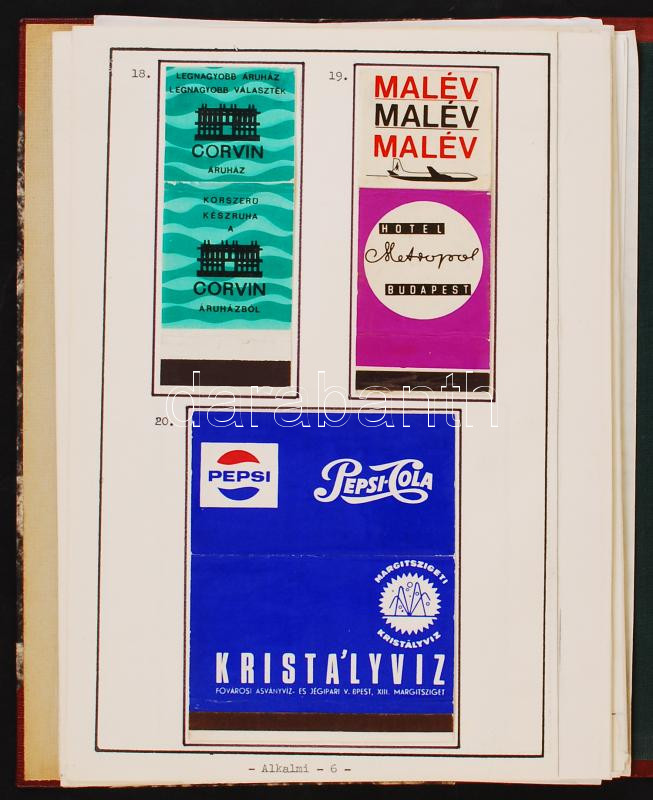 18.
LEGNAGYOBB ÁRUHÁZ
LEGNAGYOBB VÁLASZTÉK
CORVIN
ÁRUHÁZ
KORSZERŰ
KÉSZRUHA
A
CORVIN
ÁRUHÁZBÓL
19.
MALÉV
MALÉV
MALÉV
HOTEL
Metropol
BUDAPEST
darabanth
20.
PEPSI
PEPSI-COLA
MARGITSZIGETI
KRISTÁLYVIZ
KRISTÁLYVIZ
FŐVÁROSI ÁSVÁNYVIZ- ÉS JÉGIPARI V. BPEST, XIII. MARGITSZIGET
- Alkalmi - 6 -